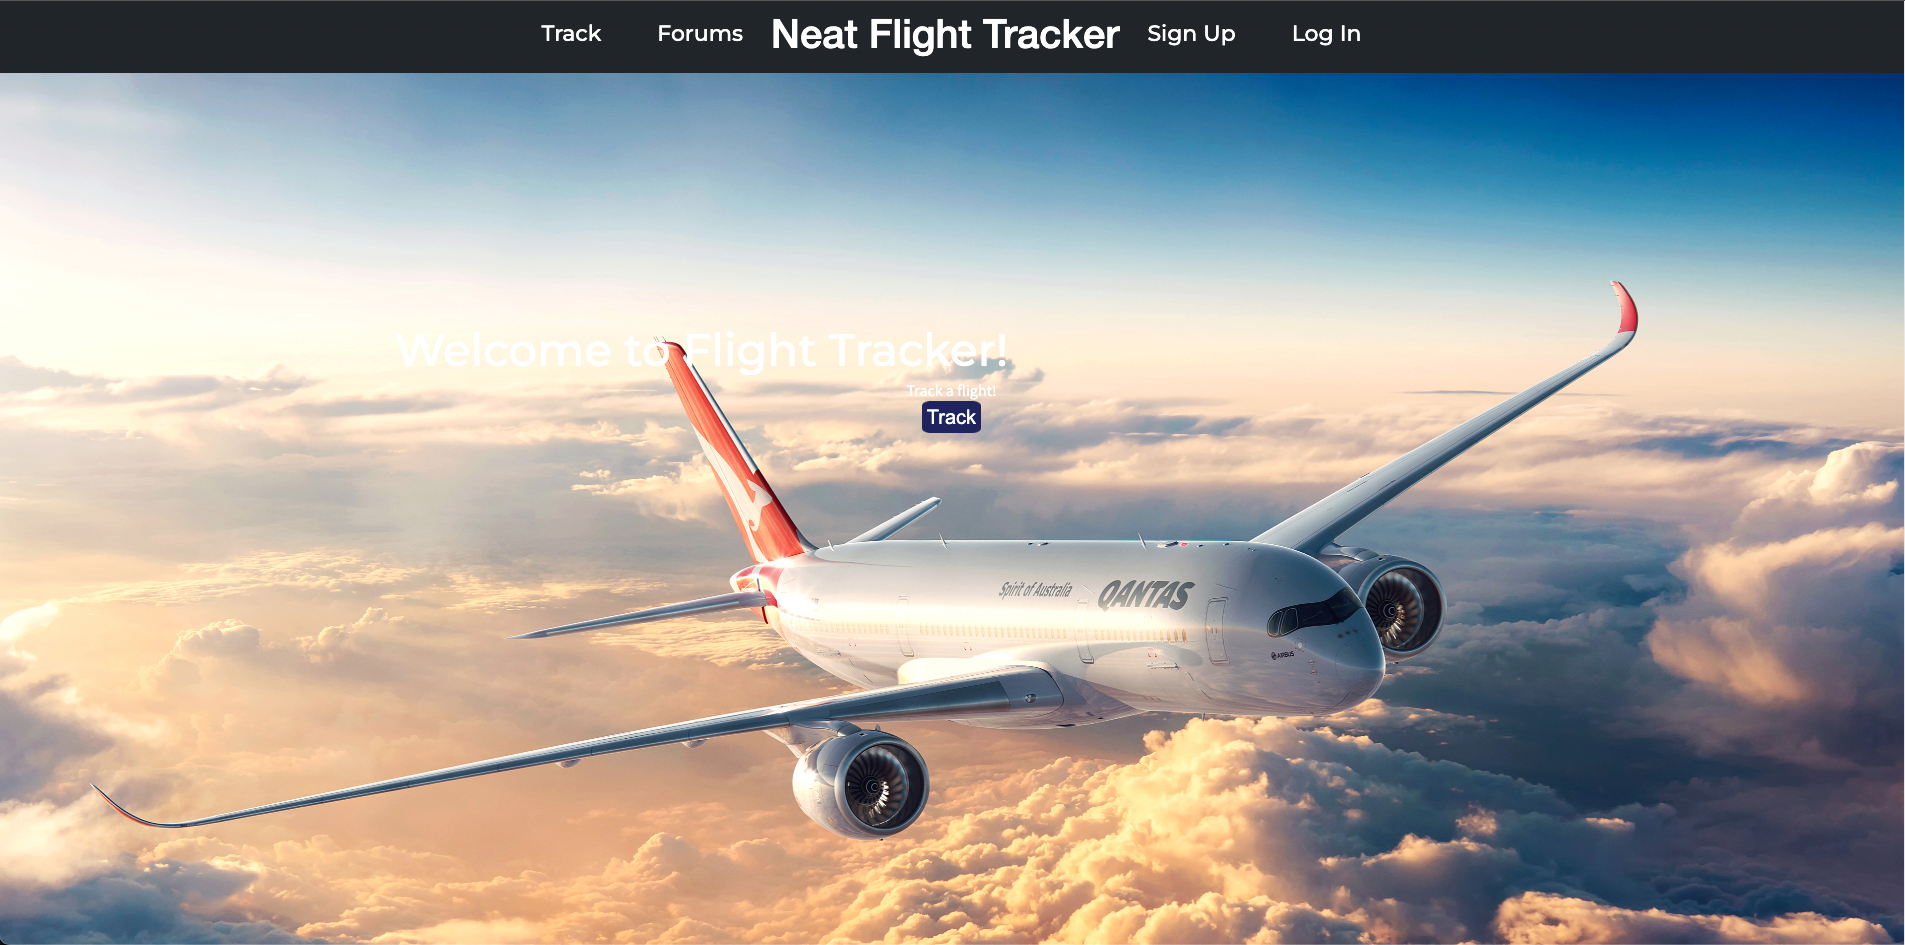 Track Forums Neat Flight Tracker Sign Up Log In
Welcome to Flight Tracker!
Track a flight!
Track
Spirit of Australia QANTAS
AIRBUS